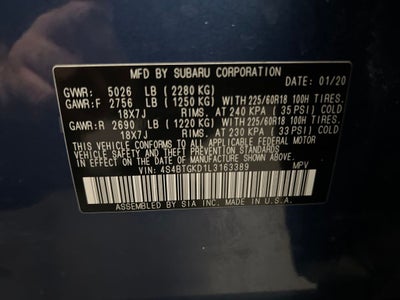 MFD BY SUBARU CORPORATION DATE: 01/20
GVWR: 5026 LB (2280 KG)
GAWR:F 2756 LB (1250 KG) WITH 225/60R18 100H TIRES.
18X7J RIMS. AT 240 KPA (35 PSI) COLD
GAWR:R 2690 LB (1220 KG) WITH 225/60R18 100H TIRES.
18X7J RIMS. AT 230 KPA (33 PSI) COLD
THIS VEHICLE CONFORMS TO ALL APPLICABLE FEDERAL MOTOR
VEHICLE SAFETY AND THEFT PREVENTION STANDARDS
IN EFFECT ON THE DATE OF MANUFACTURE SHOWN ABOVE.
VIN: 4S4BTGKD1L3163389 MPV
ASSEMBLED BY SIA INC. MADE IN U.S.A.